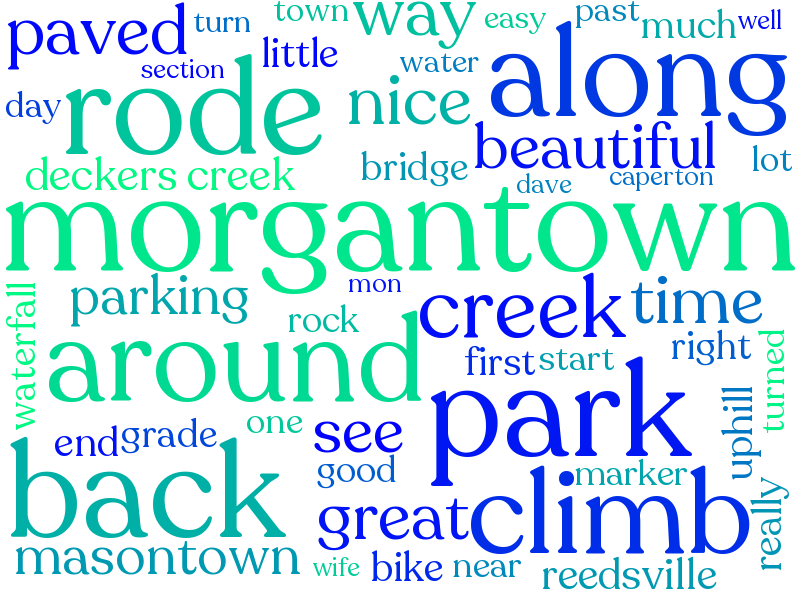 paved
turn
town
way
easy
past
much
well
section
little
water
along
day
rode
nice
beautiful
lot
deckers creek
bridge
dave
caperton
morgantown
waterfall
parking
mon
creek
time
rock
around
first
start
right
turned
end
grade
one
see
park
uphill
back
good
marker
climb
really
great
masontown
wife
bike
near
reedsville